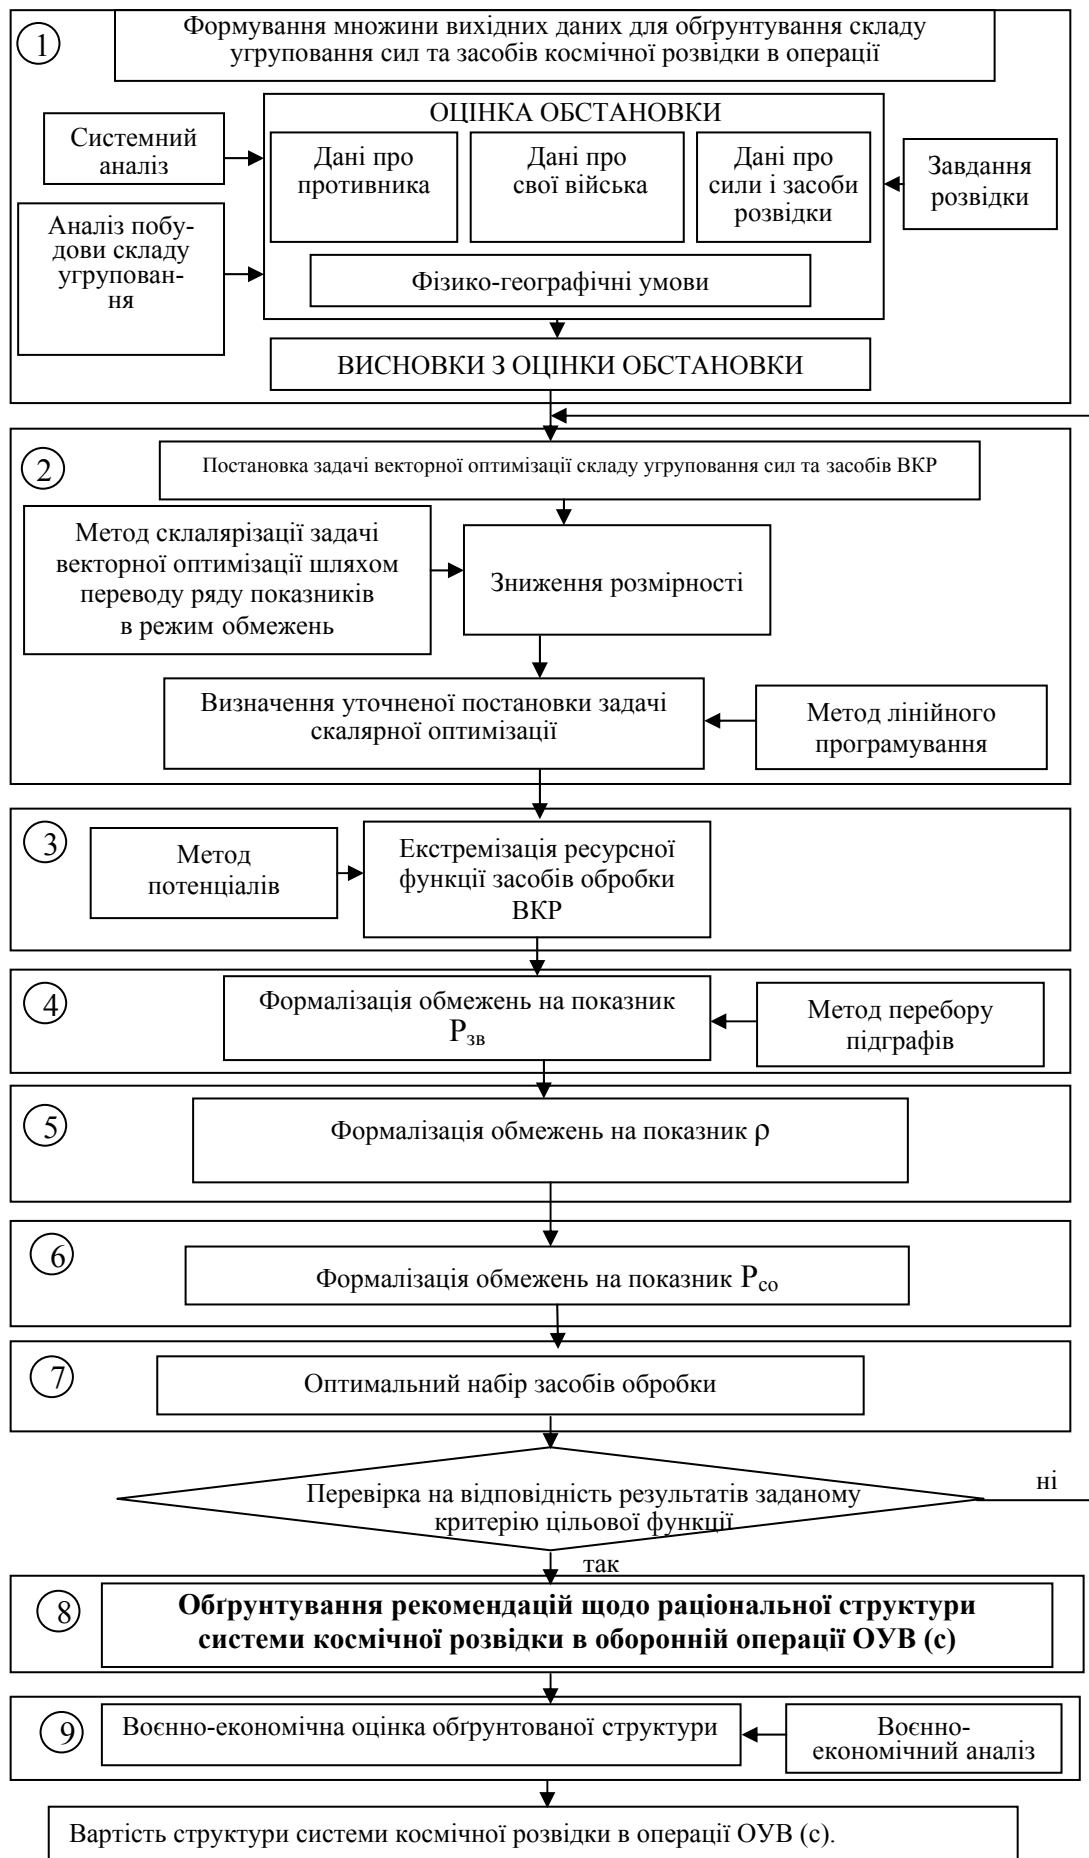 1
Формування множини вихідних даних для обґрунтування складу
угруповання сил та засобів космічної розвідки в операції
ОЦІНКА ОБСТАНОВКИ
Системний
аналіз
Дані про
противника
Дані про
свої війська
Дані про
сили і засоби
розвідки
Завдання
розвідки
Аналіз побу-
дови складу
угрупован-
ня
Фізико-географічні умови
ВИСНОВКИ З ОЦІНКИ ОБСТАНОВКИ
2
Постановка задачі векторної оптимізації складу угруповання сил та засобів ВКР
Метод склалярізації задачі
векторної оптимізації шляхом
переводу ряду показників
в режим обмежень
Зниження розмірності
Визначення уточненої постановки задачі
скалярної оптимізації
Метод лінійного
програмування
3
Метод
потенціалів
Екстремізація ресурсної
функції засобів обробки
ВКР
4
Формалізація обмежень на показник
Pзв
Метод перебору
підграфів
5
Формалізація обмежень на показник ρ
6
Формалізація обмежень на показник Pсо
7
Оптимальний набір засобів обробки
Перевірка на відповідність результатів заданому
критерію цільової функції
ні
так
8
Обґрунтування рекомендацій щодо раціональної структури
системи космічної розвідки в оборонній операції ОУВ (с)
9
Воєнно-економічна оцінка обґрунтованої структури
Воєнно-
економічний аналіз
Вартість структури системи космічної розвідки в операції ОУВ (с).